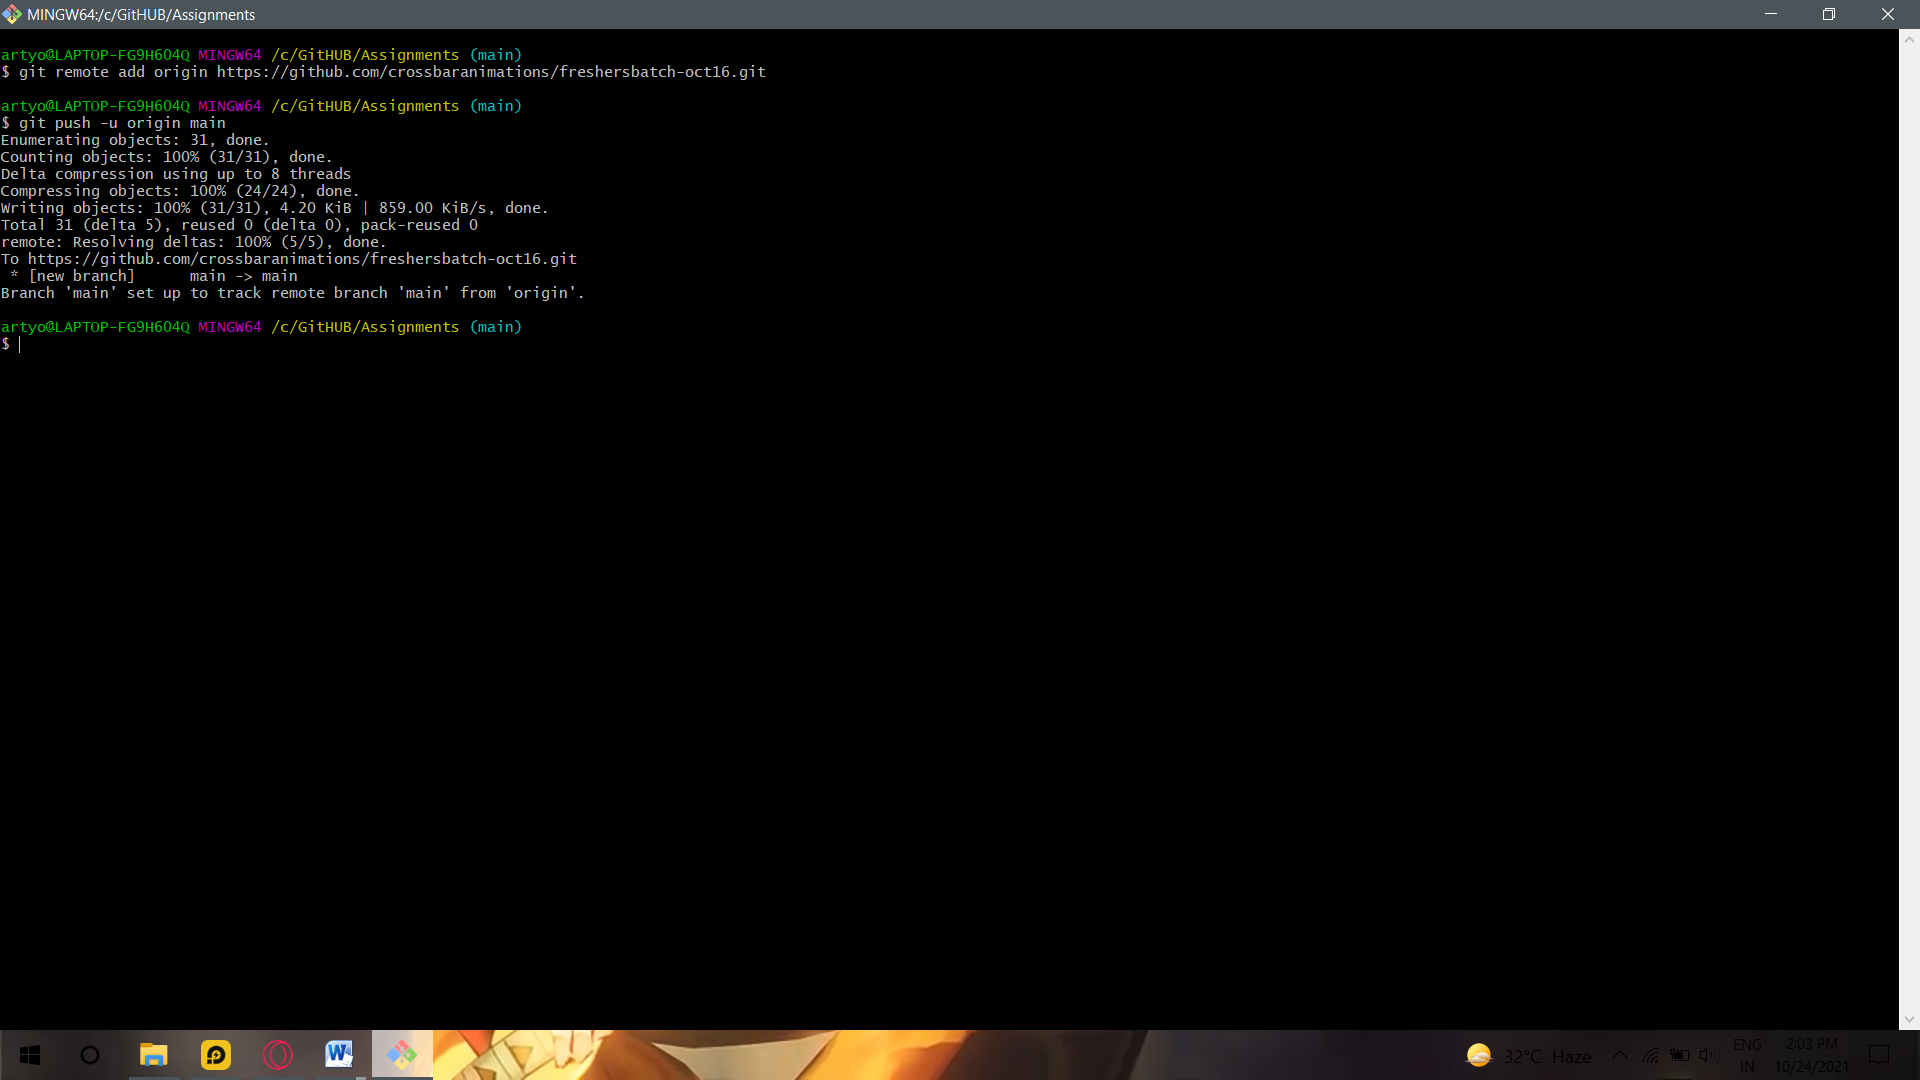 MINGW64:/c/GitHUB/Assignments
artyo@LAPTOP-FG9H6O4Q MINGW64 /c/GitHUB/Assignments (main)
$ git remote add origin https://github.com/crossbaranimations/freshersbatch-oct16.git
artyo@LAPTOP-FG9H6O4Q MINGW64 /c/GitHUB/Assignments (main)
$ git push -u origin main
Enumerating objects: 31, done.
Counting objects: 100% (31/31), done.
Delta compression using up to 8 threads
Compressing objects: 100% (24/24), done.
Writing objects: 100% (31/31), 4.20 KiB | 859.00 KiB/s, done.
Total 31 (delta 5), reused 0 (delta 0), pack-reused 0
remote: Resolving deltas: 100% (5/5), done.
To https://github.com/crossbaranimations/freshersbatch-oct16.git
 * [new branch]      main -> main
Branch 'main' set up to track remote branch 'main' from 'origin'.
artyo@LAPTOP-FG9H6O4Q MINGW64 /c/GitHUB/Assignments (main)
$
32°C Haze
ENG
IN
2:03 PM
10/24/2021